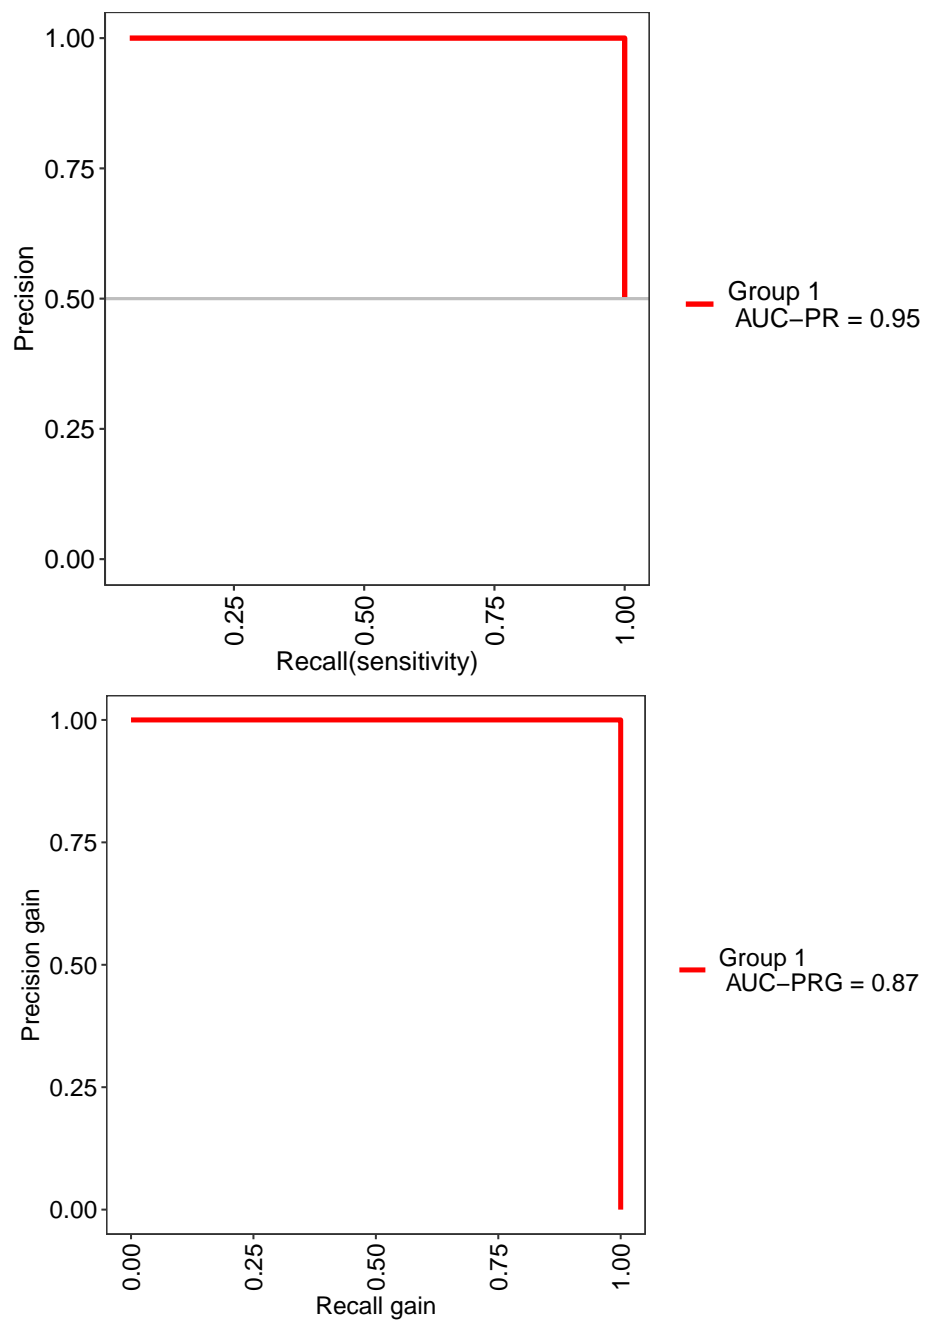 1.00
0.75
0.50
0.25
0.00
Precision
0.25
0.50
0.75
1.00
Recall(sensitivity)
Group 1
AUC−PR = 0.95
1.00
0.75
0.50
0.25
0.00
Precision gain
0.00
0.25
0.50
0.75
1.00
Recall gain
Group 1
AUC−PRG = 0.87